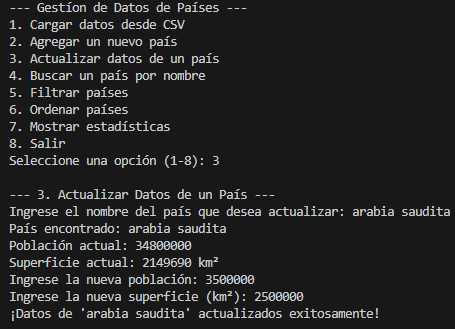 --- Gestíon de Datos de Países ---
1. Cargar datos desde CSV
2. Agregar un nuevo país
3. Actualizar datos de un país
4. Buscar un país por nombre
5. Filtrar países
6. Ordenar países
7. Mostrar estadísticas
8. Salir
Seleccione una opción (1-8): 3
--- 3. Actualizar Datos de un País ---
Ingrese el nombre del país que desea actualizar: arabia saudita
País encontrado: arabia saudita
Población actual: 34800000
Superficie actual: 2149690 km²
Ingrese la nueva población: 3500000
Ingrese la nueva superficie (km²): 2500000
¡Datos de 'arabia saudita' actualizados exitosamente!